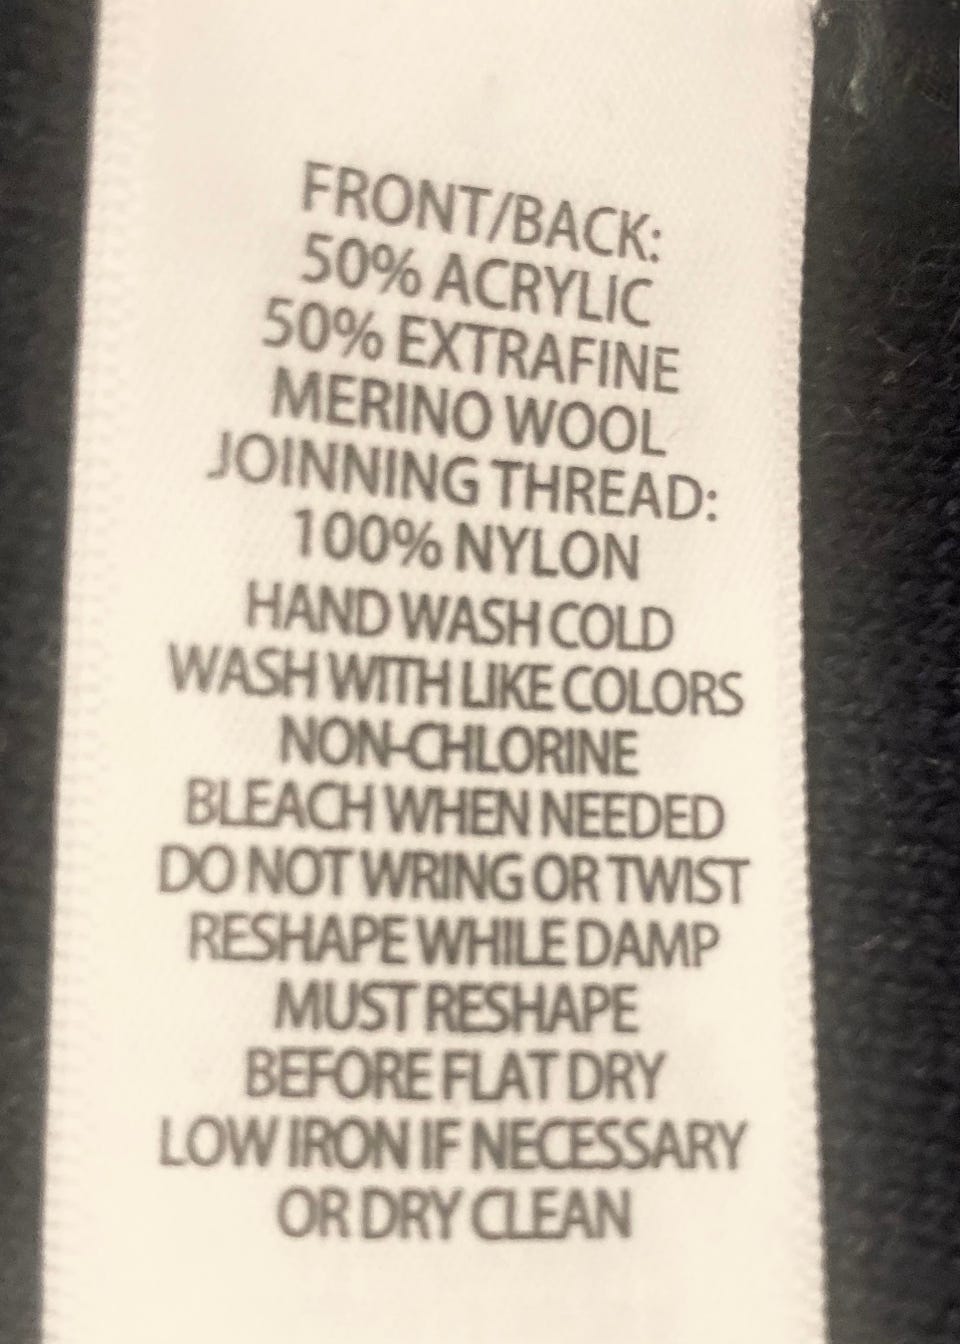 FRONT/BACK:
50% ACRYLIC
50% EXTRAFINE
MERINO WOOL
JOINNING THREAD:
100% NYLON
HAND WASH COLD
WASH WITH LIKE COLORS
NON-CHLORINE
BLEACH WHEN NEEDED
DO NOT WRING OR TWIST
RESHAPE WHILE DAMP
MUST RESHAPE
BEFORE FLAT DRY
LOW IRON IF NECESSARY
OR DRY CLEAN